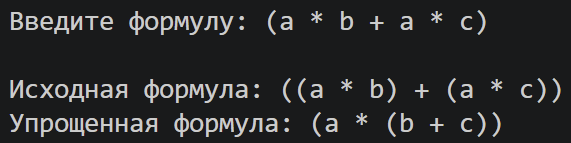 Введите формулу: (a * b + a * c)
Исходная формула: ((a * b) + (a * c))
Упрощенная формула: (a * (b + c))